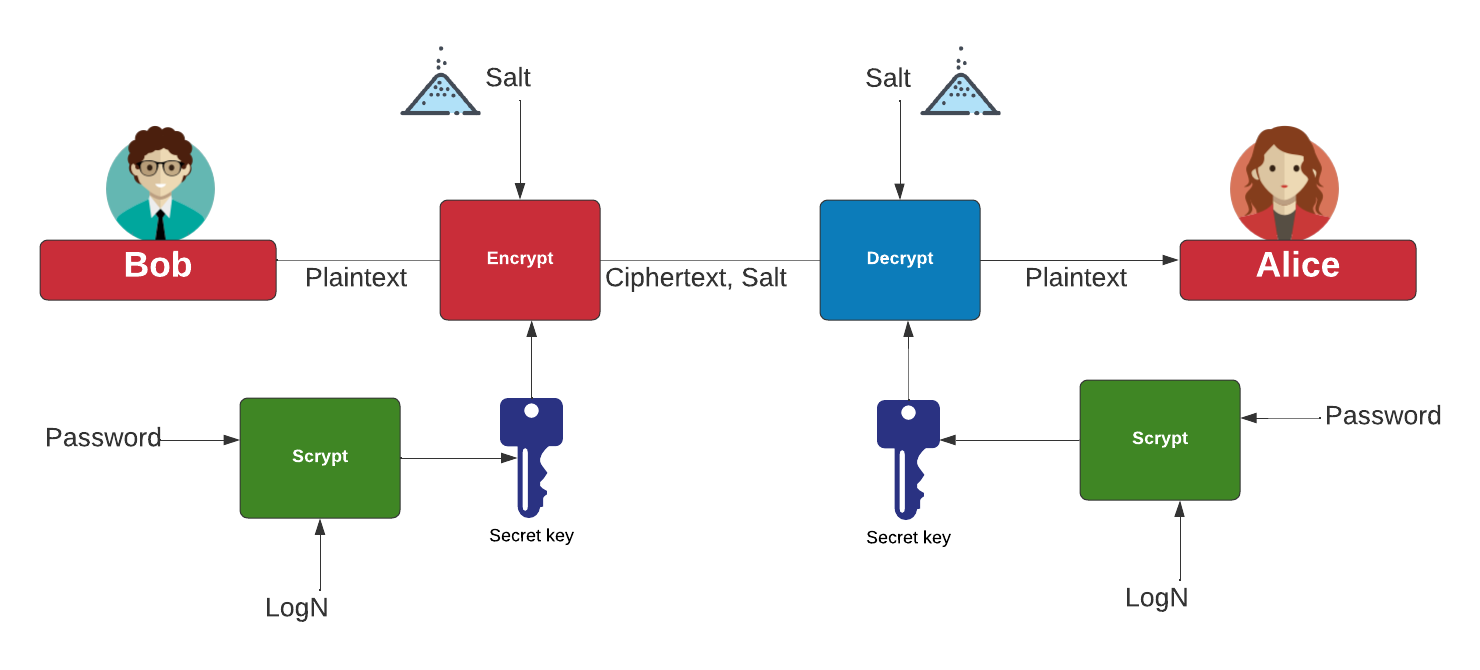 Salt
Salt
Bob
Plaintext
Encrypt
Ciphertext, Salt
Decrypt
Plaintext
Alice
Password
Scrypt
Secret key
LogN
Secret key
Scrypt
Password
LogN